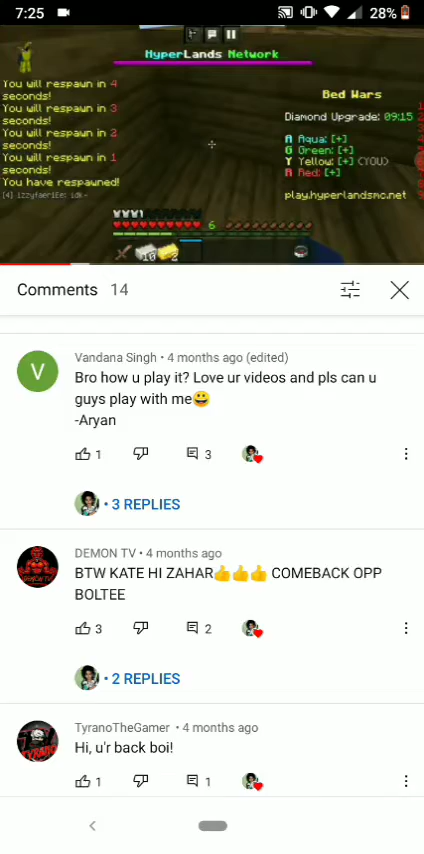 7:25
28%
HyperLands Network
You will respawn in 4
seconds!
You will respawn in 3
seconds!
You will respawn in 2
seconds!
You will respawn in 1
seconds!
You have respawned!
Bed Wars
Diamond Upgrade: 09:15
A Aqua: [+]
G Green: [+]
Y Yellow: [+] (YOU)
R Red: [+]
play.hyperlandsmc.net
6
10
2
Comments 14
V
Vandana Singh • 4 months ago (edited)
Bro how u play it? Love ur videos and pls can u
guys play with me😀
-Aryan
1
3
• 3 REPLIES
DEMON TV • 4 months ago
BTW KATE HI ZAHAR👍👍👍 COMEBACK OPP
BOLTEE
3
2
• 2 REPLIES
TyranoTheGamer • 4 months ago
Hi, u'r back boi!
1
1